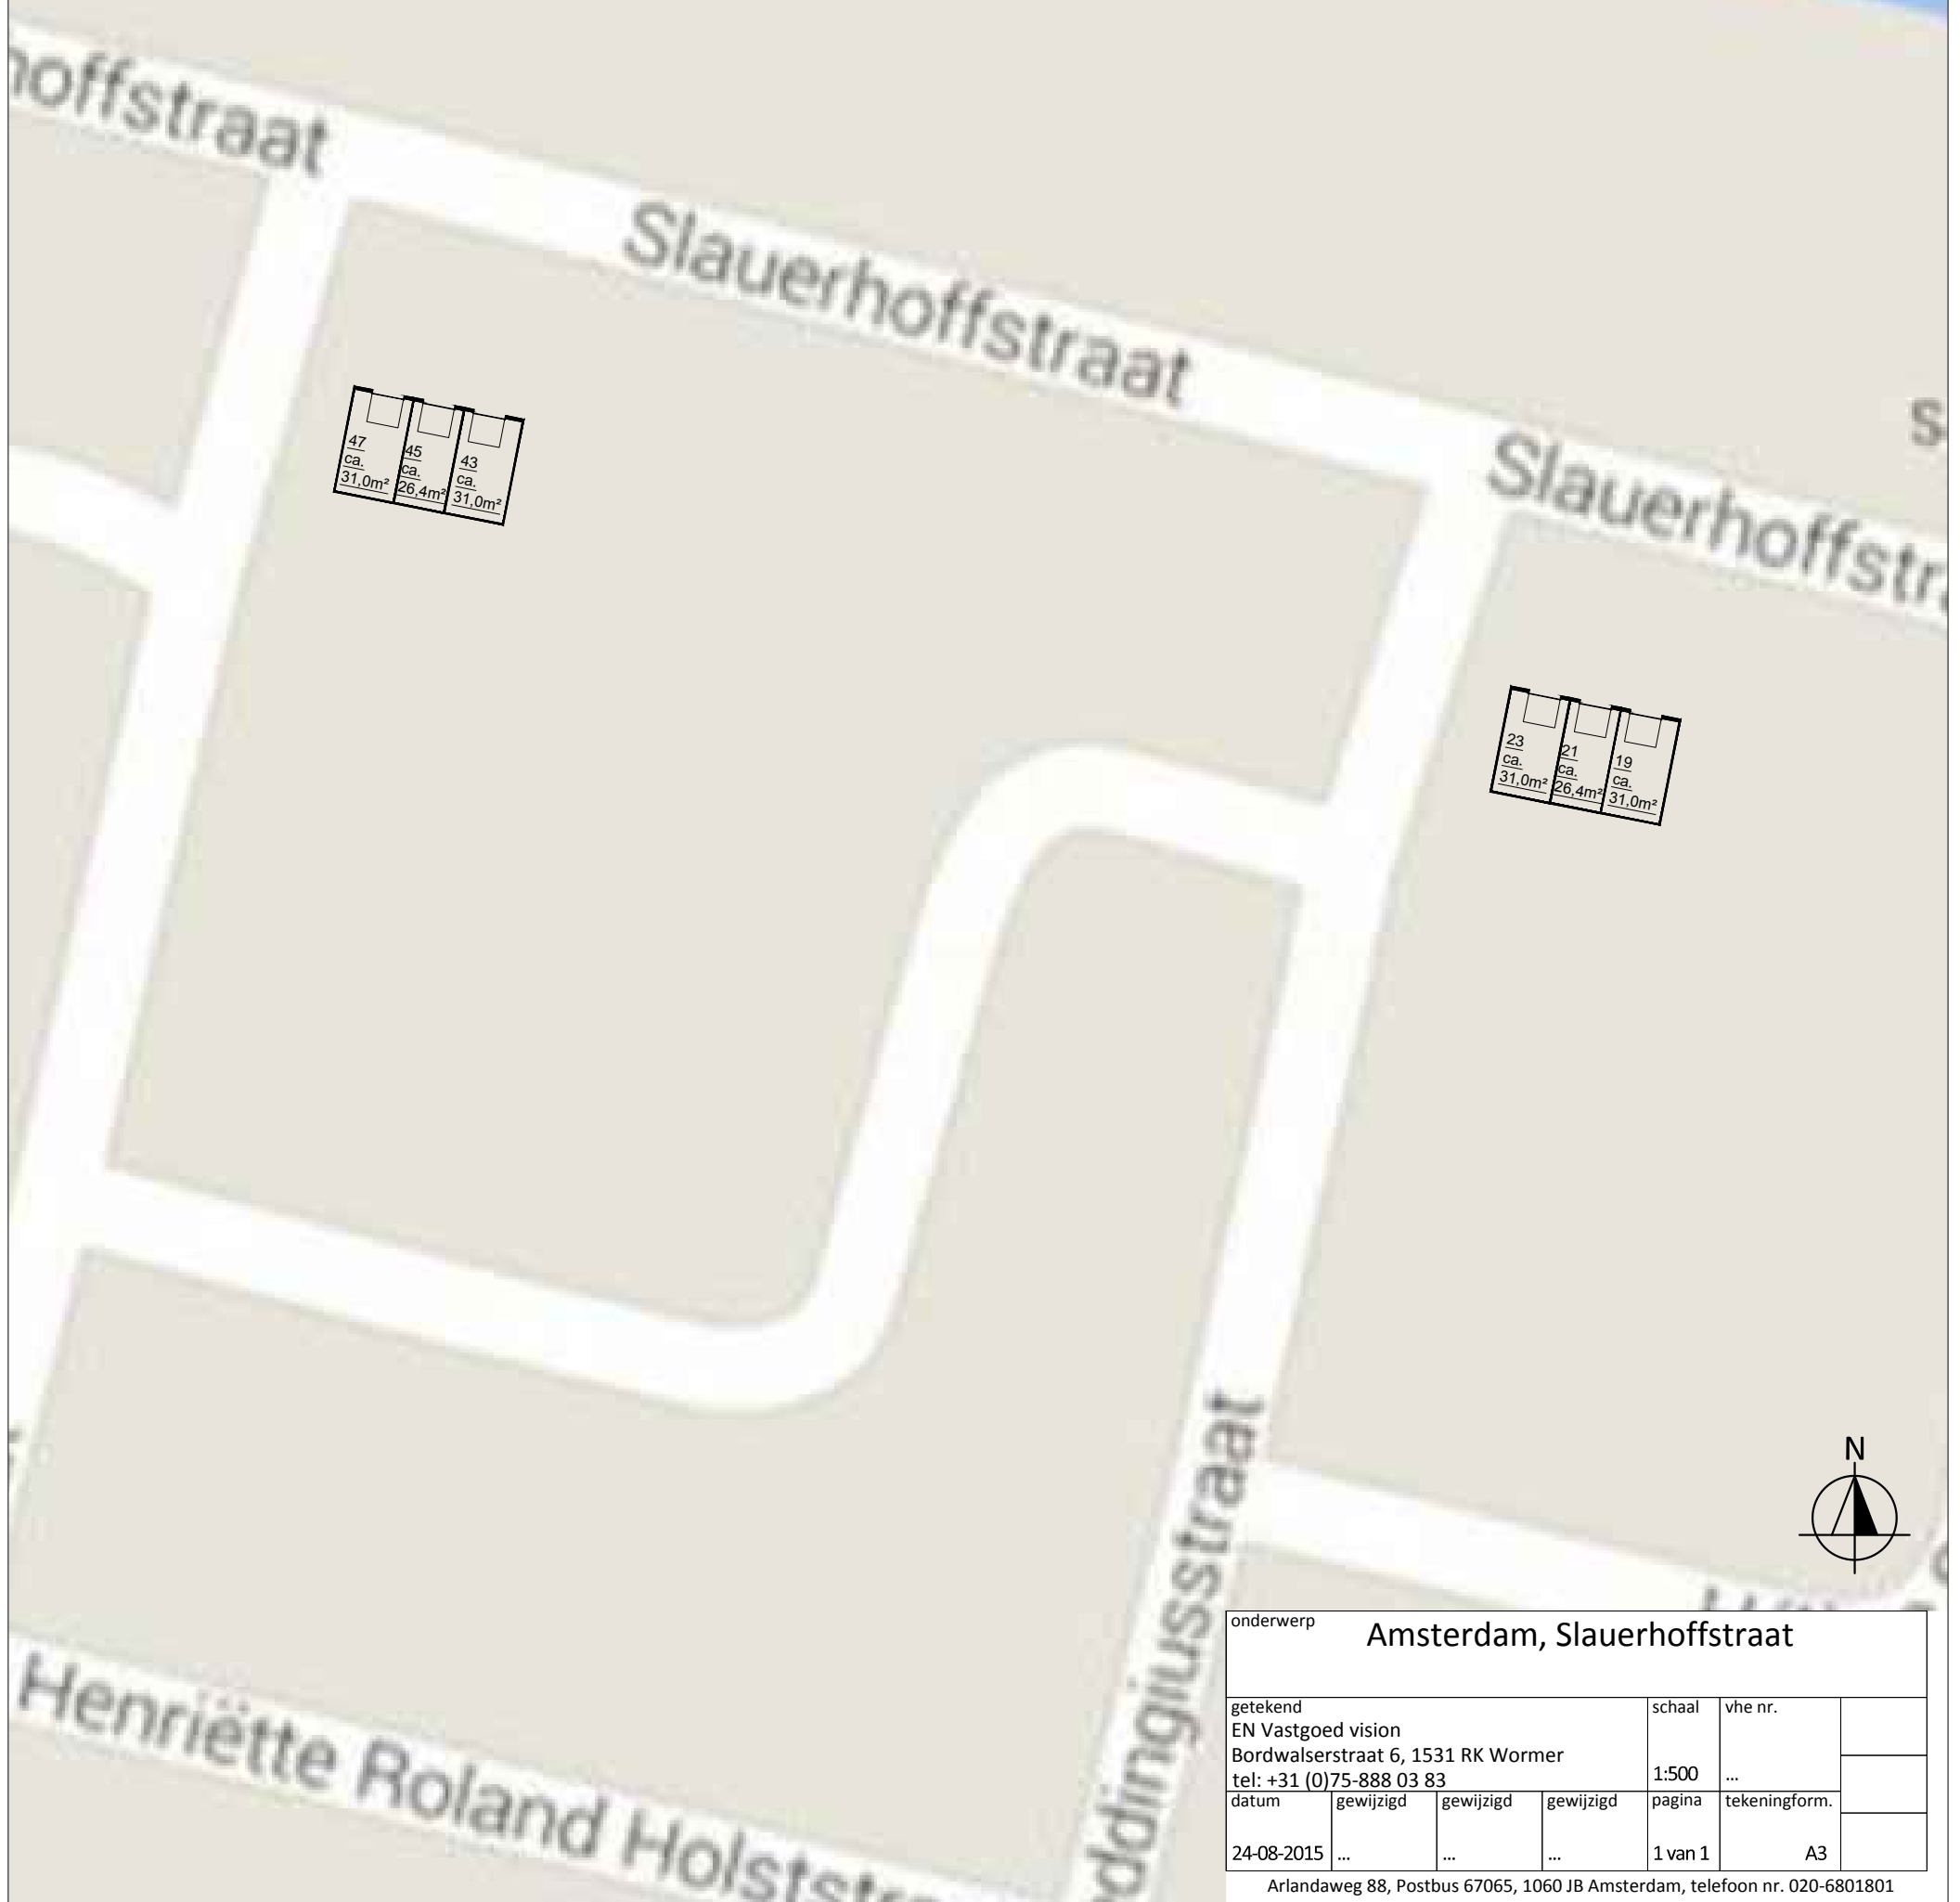 hoffstraat
Slauerhoffstraat
Slauerhoffstra
47
ca.
31,0m²
45
ca.
26,4m²
43
ca.
31,0m²
23
ca.
31,0m²
21
ca.
26,4m²
19
ca.
31,0m²
N
ddingiusstraat
Henriëtte Roland Holststra
onderwerp
Amsterdam, Slauerhoffstraat
getekend
EN Vastgoed vision
Bordwalserstraat 6, 1531 RK Wormer
tel: +31 (0)75-888 03 83
schaal
1:500
vhe nr.
...
datum
24-08-2015
gewijzigd
...
gewijzigd
...
gewijzigd
...
pagina
1 van 1
tekeningform.
A3
Arlandaweg 88, Postbus 67065, 1060 JB Amsterdam, telefoon nr. 020-6801801